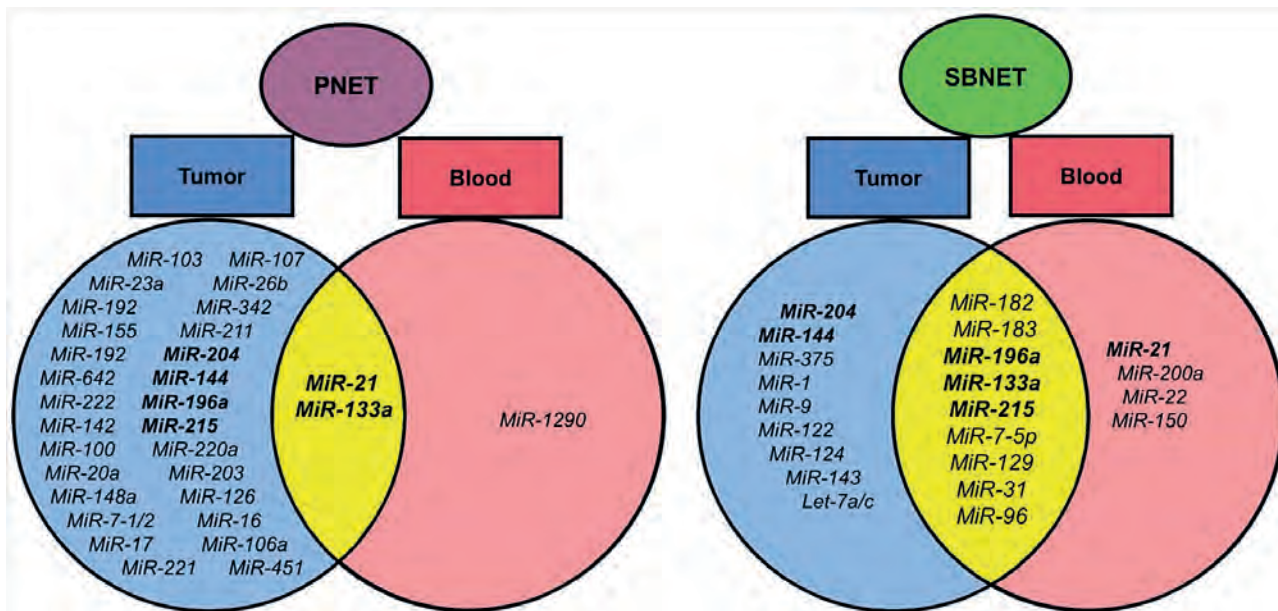 PNET
Tumor
Blood
MiR-103 MiR-107
MiR-23a MiR-26b
MiR-192 MiR-342
MiR-155 MiR-211
MiR-192 MiR-204
MiR-642 MiR-144
MiR-222 MiR-196a
MiR-142 MiR-215
MiR-100 MiR-220a
MiR-20a MiR-203
MiR-148a MiR-126
MiR-7-1/2 MiR-16
MiR-17 MiR-106a
MiR-221 MiR-451
MiR-21
MiR-133a
MiR-1290
SBNET
Tumor
Blood
MiR-204
MiR-144
MiR-375
MiR-1
MiR-9
MiR-122
MiR-124
MiR-143
Let-7a/c
MiR-182
MiR-183
MiR-196a
MiR-133a
MiR-215
MiR-7-5p
MiR-129
MiR-31
MiR-96
MiR-21
MiR-200a
MiR-22
MiR-150